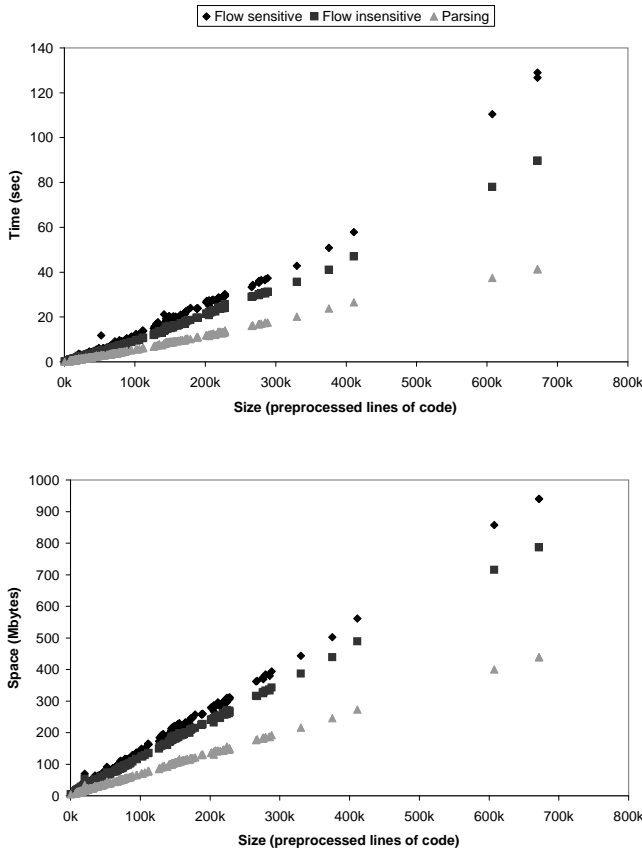 Flow sensitive Flow insensitive Parsing
140
120
100
80
60
40
20
0
Time (sec)
0k 100k 200k 300k 400k 500k 600k 700k 800k
Size (preprocessed lines of code)
1000
900
800
700
600
500
400
300
200
100
0
Space (Mbytes)
0k 100k 200k 300k 400k 500k 600k 700k 800k
Size (preprocessed lines of code)